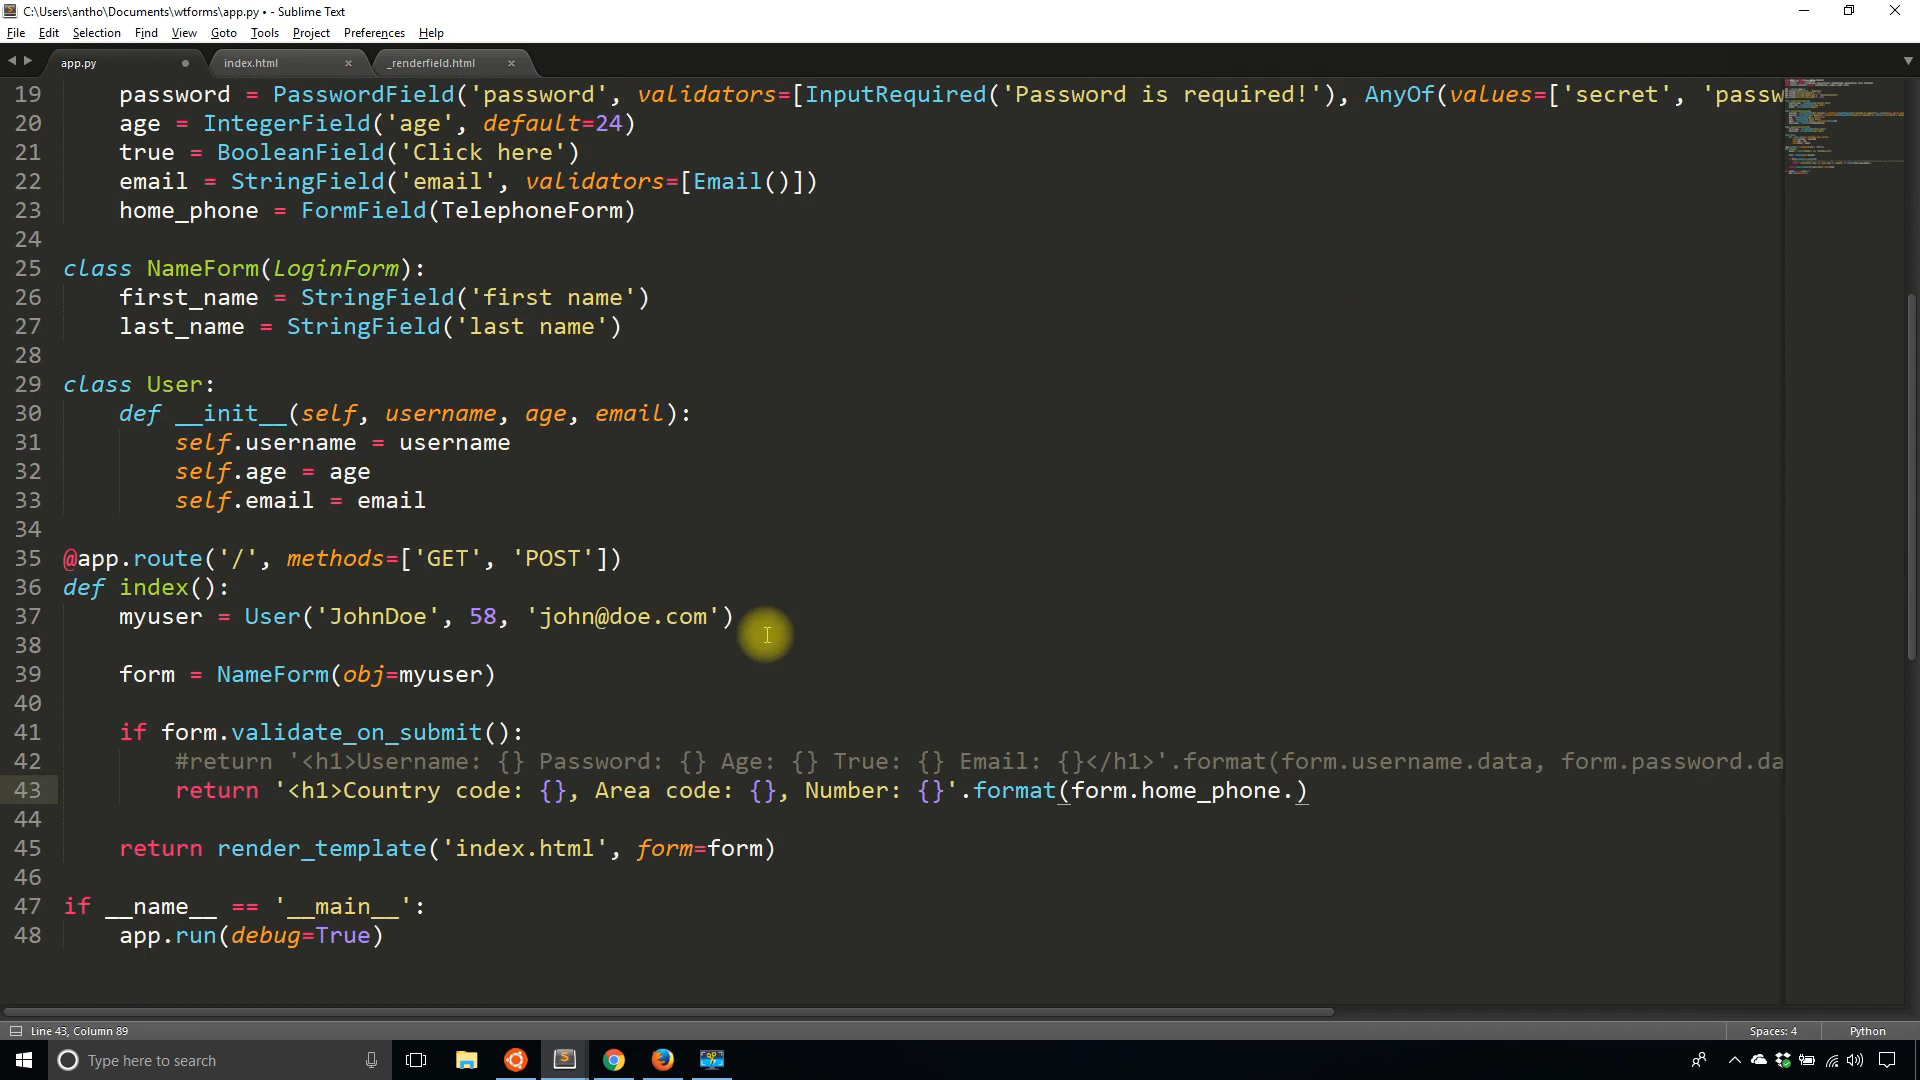 C:\Users\antho\Documents\wtforms\app.py • - Sublime Text
File Edit Selection Find View Goto Tools Project Preferences Help
app.py index.html _renderfield.html
19 password = PasswordField('password', validators=[InputRequired('Password is required!'), AnyOf(values=['secret', 'passw
20 age = IntegerField('age', default=24)
21 true = BooleanField('Click here')
22 email = StringField('email', validators=[Email()])
23 home_phone = FormField(TelephoneForm)
24
25 class NameForm(LoginForm):
26 first_name = StringField('first name')
27 last_name = StringField('last name')
28
29 class User:
30 def __init__(self, username, age, email):
31 self.username = username
32 self.age = age
33 self.email = email
34
35 @app.route('/', methods=['GET', 'POST'])
36 def index():
37 myuser = User('JohnDoe', 58, 'john@doe.com')
38
39 form = NameForm(obj=myuser)
40
41 if form.validate_on_submit():
42 #return '<h1>Username: {} Password: {} Age: {} True: {} Email: {}</h1>'.format(form.username.data, form.password.da
43 return '<h1>Country code: {}, Area code: {}, Number: {}'.format(form.home_phone.)
44
45 return render_template('index.html', form=form)
46
47 if __name__ == '__main__':
48 app.run(debug=True)
Line 43, Column 89 Spaces: 4 Python
Type here to search